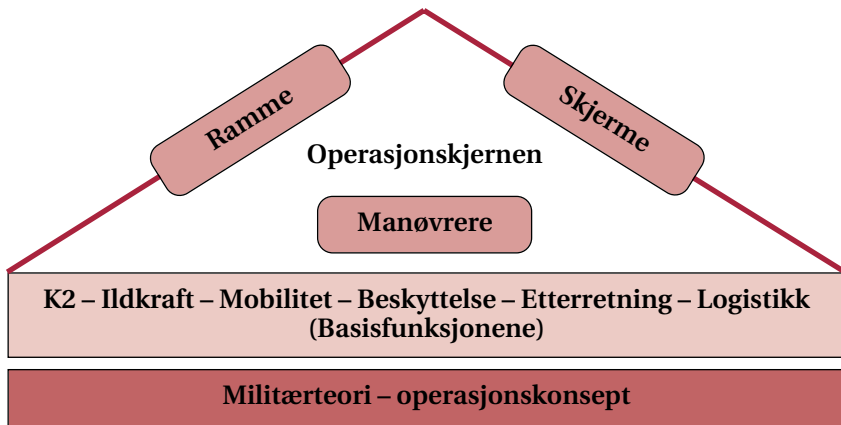 Ramme
Skjerme
Operasjonskjernen
Manøvrere
K2 – Ildkraft – Mobilitet – Beskyttelse – Etterretning – Logistikk
(Basisfunksjonene)
Militærteori – operasjonskonsept